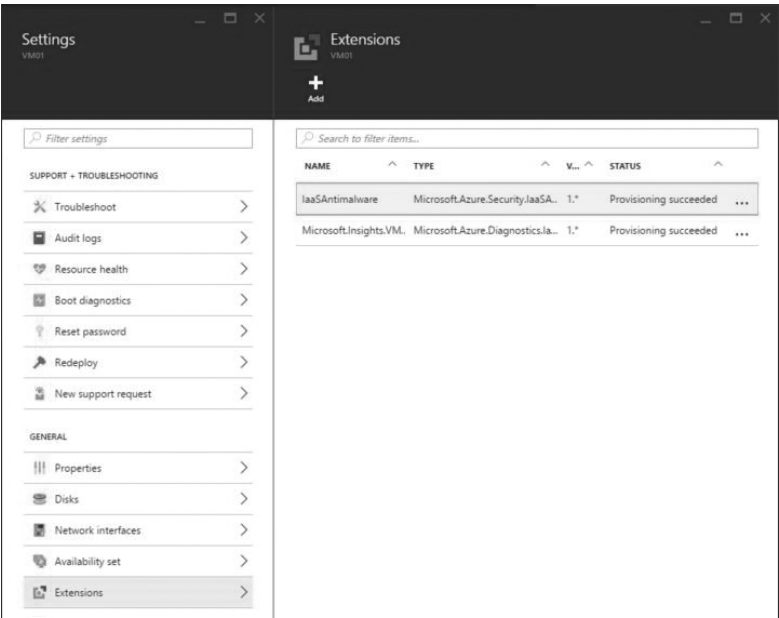 Settings
VM01
Filter settings
SUPPORT + TROUBLESHOOTING
Troubleshoot
Audit logs
Resource health
Boot diagnostics
Reset password
Redeploy
New support request
GENERAL
Properties
Disks
Network interfaces
Availability set
Extensions
Extensions
VM01
Add
Search to filter items...
NAME TYPE V... STATUS
IaaSAntimalware Microsoft.Azure.Security.IaaSA.. 1.* Provisioning succeeded ...
Microsoft.Insights.VM.. Microsoft.Azure.Diagnostics.Ia... 1.* Provisioning succeeded ...